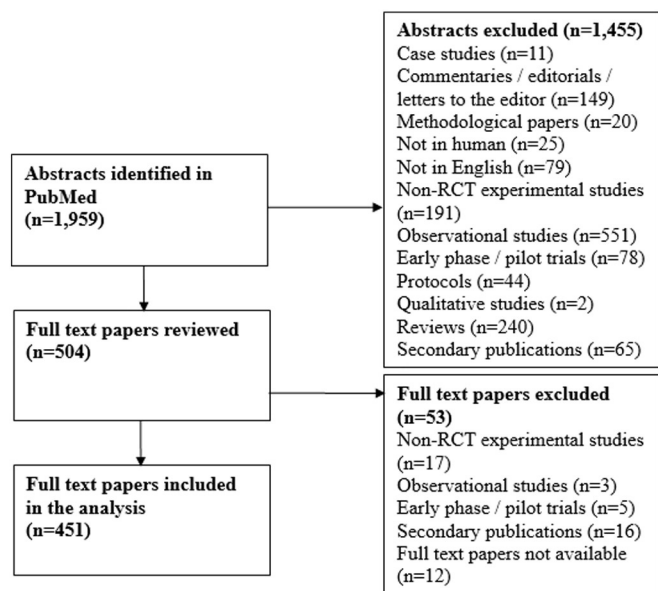 Abstracts identified in
PubMed
(n=1,959)
Abstracts excluded (n=1,455)
Case studies (n=11)
Commentaries / editorials /
letters to the editor (n=149)
Methodological papers (n=20)
Not in human (n=25)
Not in English (n=79)
Non-RCT experimental studies
(n=191)
Observational studies (n=551)
Early phase / pilot trials (n=78)
Protocols (n=44)
Qualitative studies (n=2)
Reviews (n=240)
Secondary publications (n=65)
Full text papers reviewed
(n=504)
Full text papers excluded
(n=53)
Non-RCT experimental studies
(n=17)
Observational studies (n=3)
Early phase / pilot trials (n=5)
Secondary publications (n=16)
Full text papers not available
(n=12)
Full text papers included
in the analysis
(n=451)